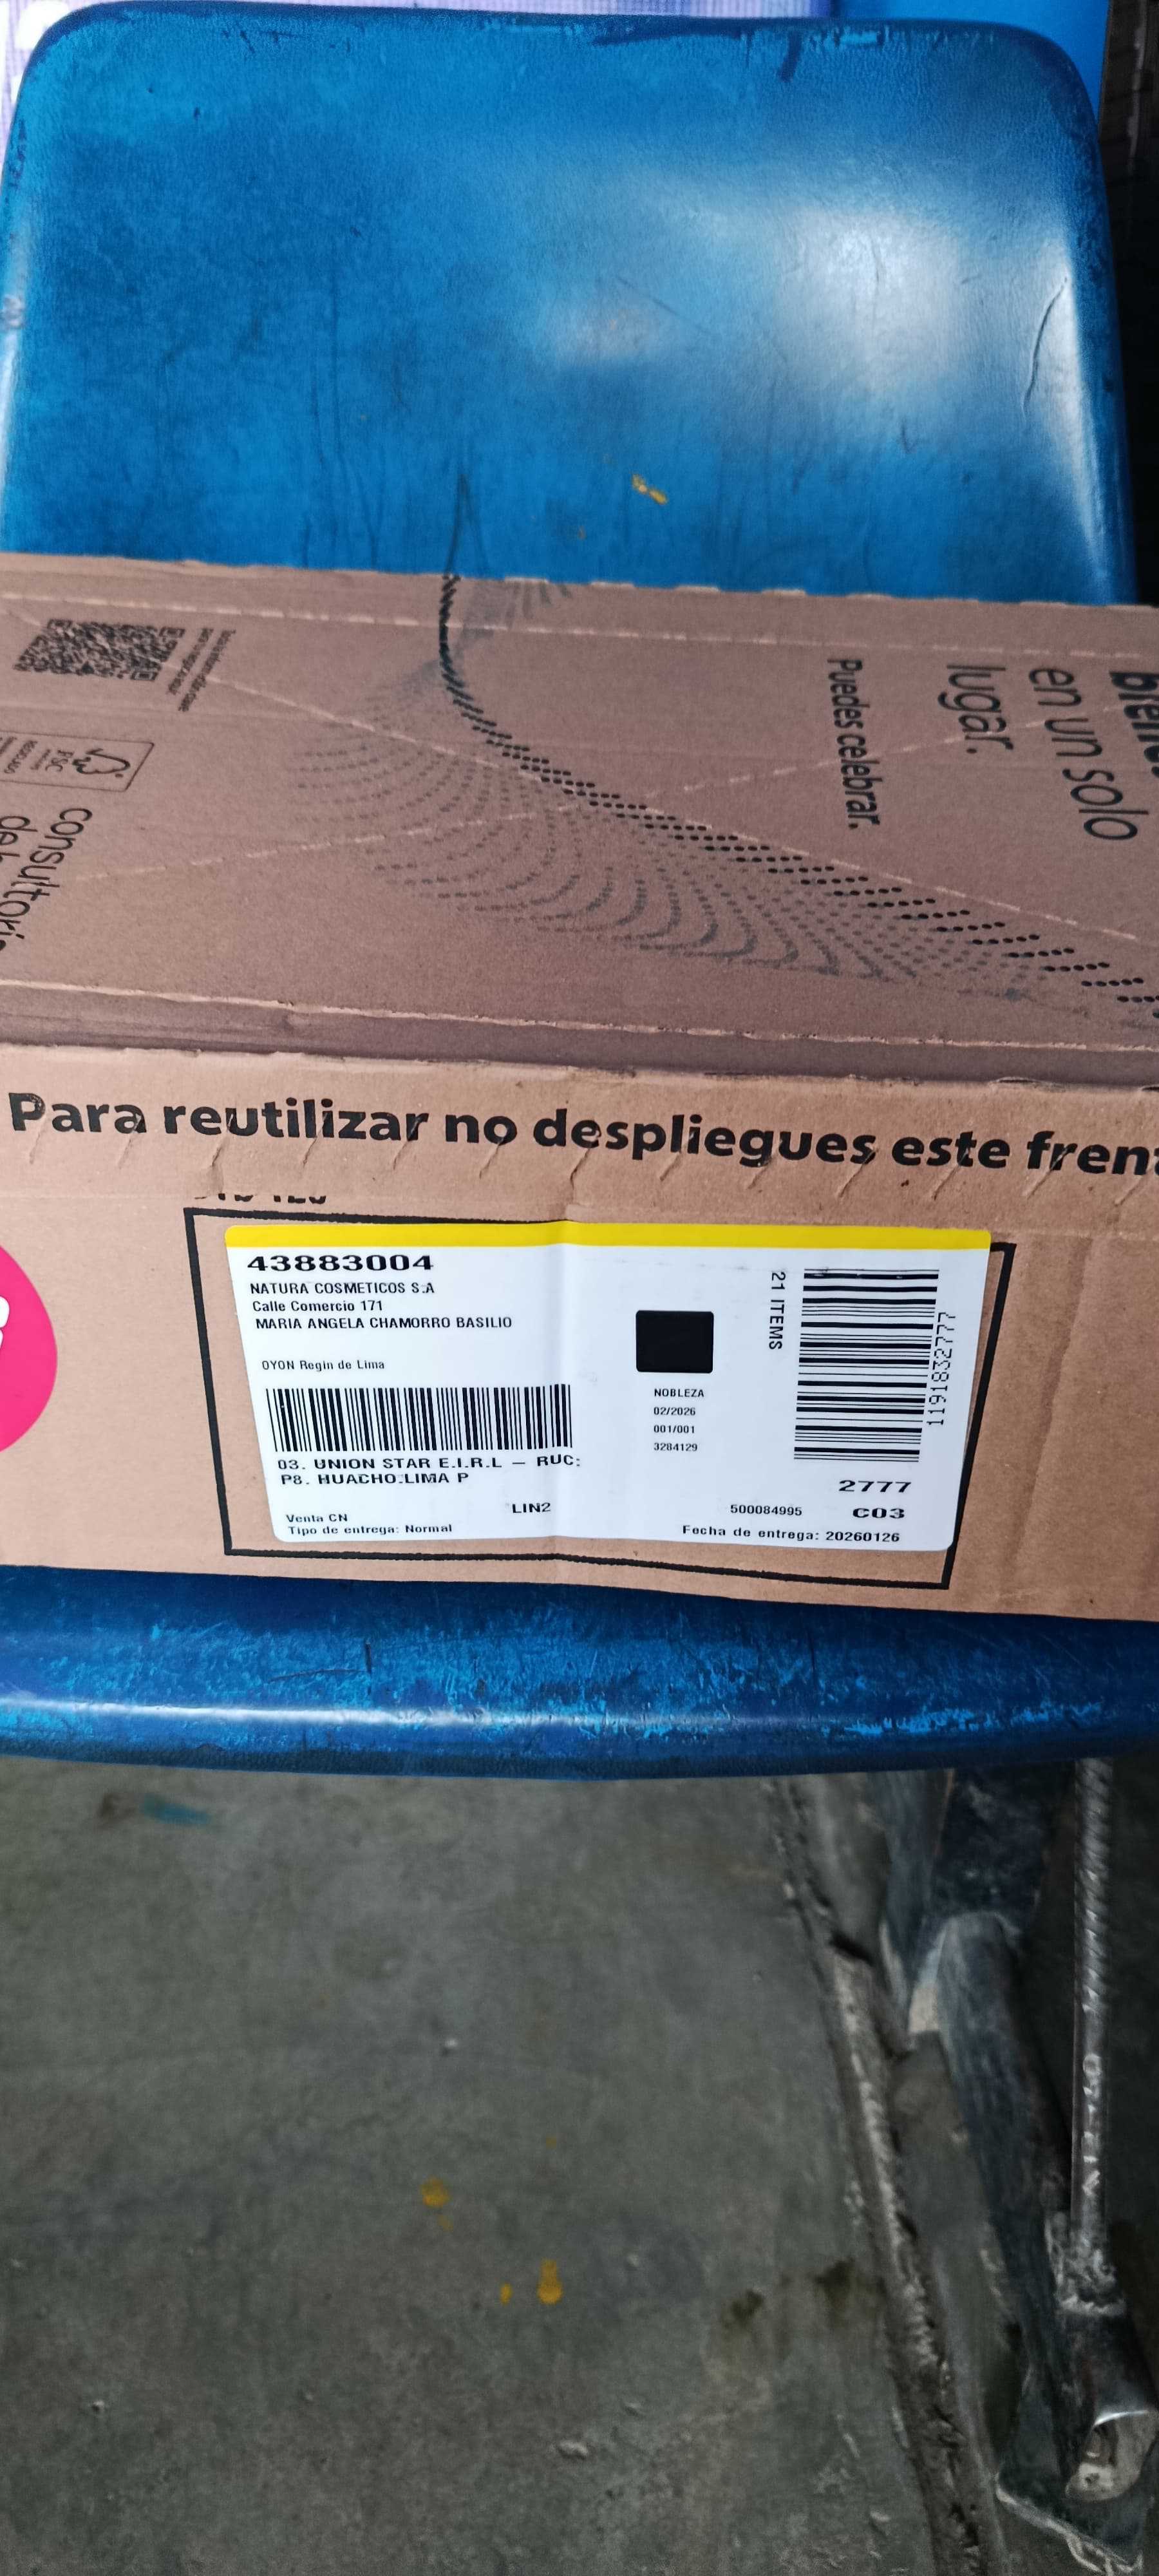 en un solo
lugar.
Puedes celebrar.
FSC
Para reutilizar no despliegues este
43883004
NATURA COSMETICOS S.A
Calle Comercio 171
MARIA ANGELA CHAMORRO BASILIO
OYON Regin de Lima
03. UNION STAR E.I.R.L – RUC:
P8. HUACHO.LIMA P
Venta CN
Tipo de entrega: Normal
LIN2
NOBLEZA
02/2026
001/001
3284129
21 ITEMS
1191832777
2777
500084995
C03
Fecha de entrega: 20260126